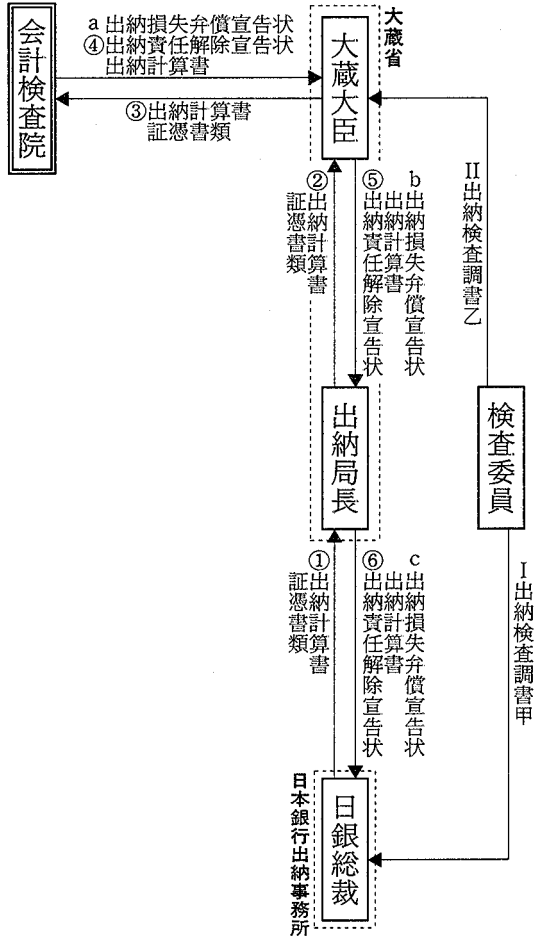 会計検査院
a 出納損失弁償宣告状
④出納責任解除宣告状
出納計算書
③出納計算書
証憑書類
大蔵省
大蔵大臣
②出納計算書
証憑書類
b 出納損失弁償宣告状
出納計算書
⑤出納責任解除宣告状
II出納検査調書乙
出納局長
検査委員
①出納計算書
証憑書類
c 出納損失弁償宣告状
出納計算書
⑥出納責任解除宣告状
I出納検査調書甲
日銀総裁
日本銀行出納事務所